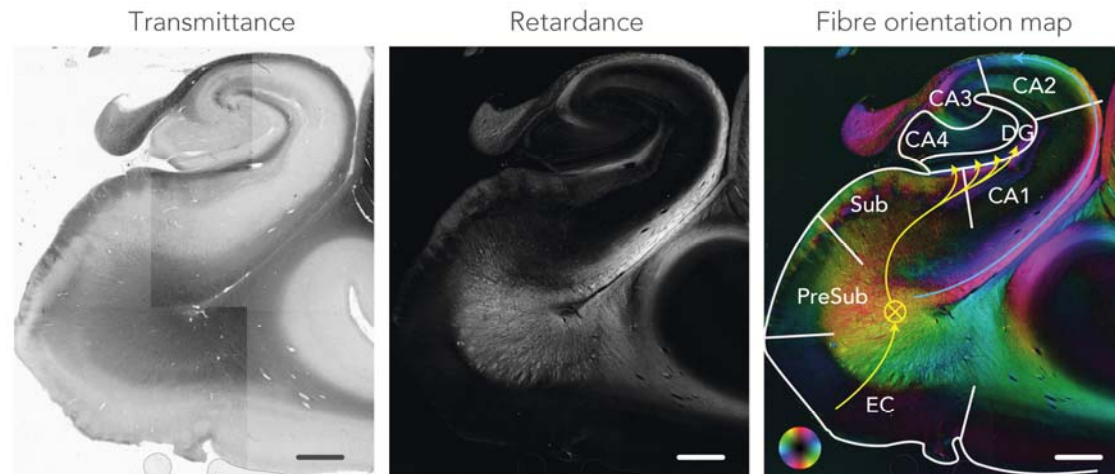 Transmittance
Retardance
Fibre orientation map
CA2
CA3
DG
CA4
CA1
Sub
PreSub
EC